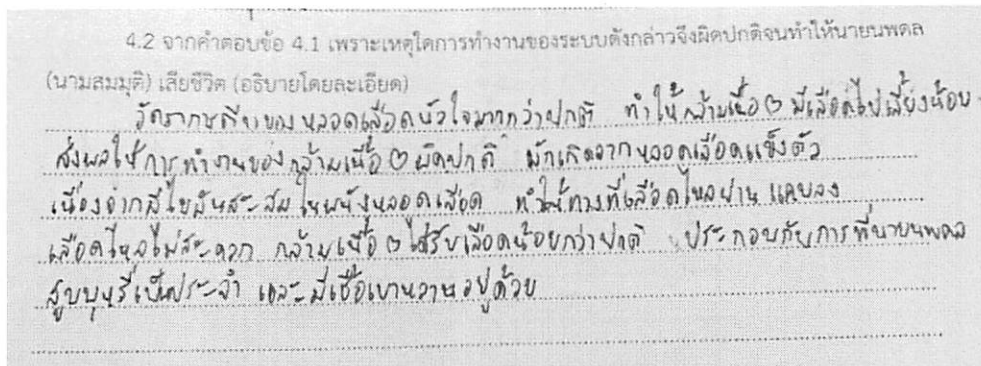 4.2 จากคำตอบข้อ 4.1 เพราะเหตุใดการทำงานของระบบดังกล่าวจึงผิดปกติจนทำให้นายนพดล
(นามสมมุติ) เสียชีวิต (อธิบายโดยละเอียด)
อัตราการตีบของหลอดเลือดหัวใจมากกว่าปกติ ทำให้กล้ามเนื้อ ♡ มีเลือดไปเลี้ยงน้อย
ส่งผลให้การทำงานของกล้ามเนื้อ ♡ ผิดปกติ มักเกิดจากหลอดเลือดแข็งตัว
เนื่องจากมีไขมันสะสมในผนังหลอดเลือด ทำให้ทางที่เลือดไหลผ่าน แคบลง
เลือดไหลไม่สะดวก กล้ามเนื้อ ♡ ได้รับเลือดน้อยกว่าปกติ ประกอบกับการที่นายนพดล
สูบบุหรี่เป็นประจำ และมีเชื้อเบาหวานอยู่ด้วย